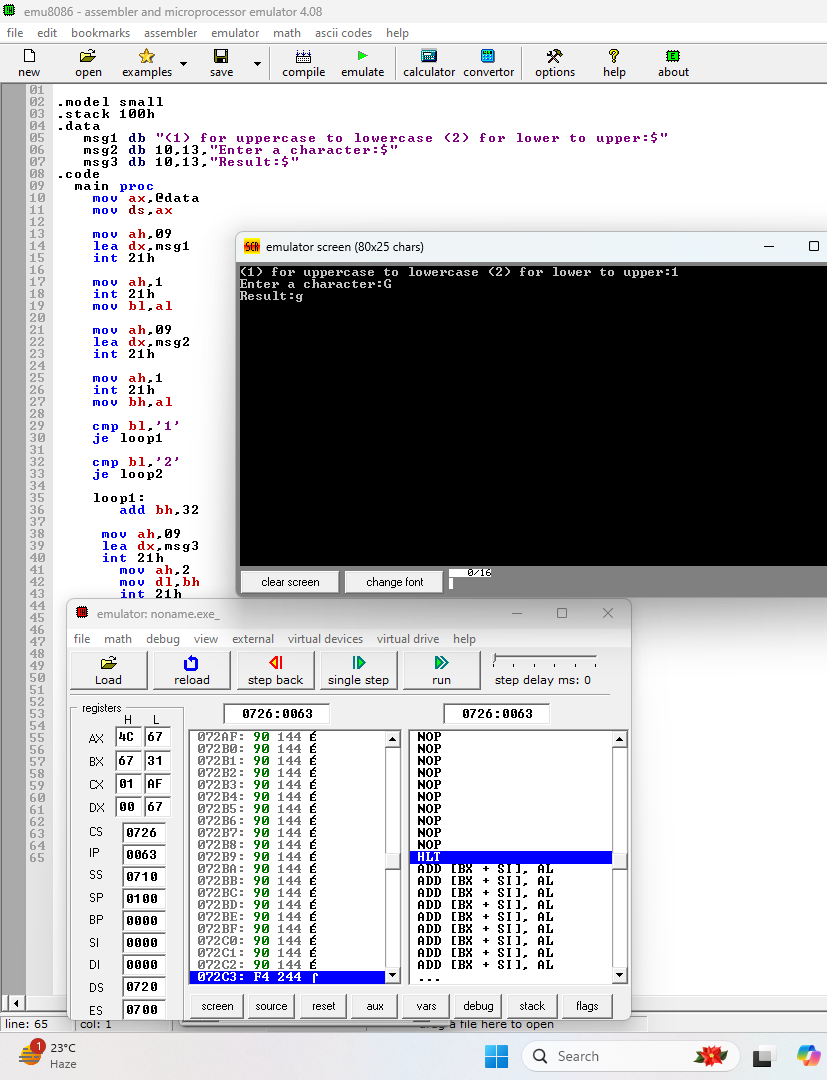 emu8086 - assembler and microprocessor emulator 4.08
file edit bookmarks assembler emulator math ascii codes help
new open examples save compile emulate calculator convertor options help about
01
02 .model small
03 .stack 100h
04 .data
05 msg1 db "(1) for uppercase to lowercase (2) for lower to upper:$"
06 msg2 db 10,13,"Enter a character:$"
07 msg3 db 10,13,"Result:$"
08 .code
09 main proc
10 mov ax,@data
11 mov ds,ax
12
13 mov ah,09
14 lea dx,msg1
15 int 21h
16
17 mov ah,1
18 int 21h
19 mov bl,al
20
21 mov ah,09
22 lea dx,msg2
23 int 21h
24
25 mov ah,1
26 int 21h
27 mov bh,al
28
29 cmp bl,'1'
30 je loop1
31
32 cmp bl,'2'
33 je loop2
34
35 loop1:
36 add bh,32
37
38 mov ah,09
39 lea dx,msg3
40 int 21h
41 mov ah,2
42 mov dl,bh
43 int 21h
44
45
46
47
48
49
50
51
52
53
54
55
56
57
58
59
60
61
62
63
64
65
SCR emulator screen (80x25 chars)
(1) for uppercase to lowercase (2) for lower to upper:1
Enter a character:G
Result:g
clear screen change font 0/16
emulator: noname.exe_
file math debug view external virtual devices virtual drive help
Load reload step back single step run step delay ms: 0
registers 0726:0063 0726:0063
H L
AX 4C 67
BX 67 31
CX 01 AF
DX 00 67
CS 0726
IP 0063
SS 0710
SP 0100
BP 0000
SI 0000
DI 0000
DS 0720
ES 0700
072AF: 90 144 É
072B0: 90 144 É
072B1: 90 144 É
072B2: 90 144 É
072B3: 90 144 É
072B4: 90 144 É
072B5: 90 144 É
072B6: 90 144 É
072B7: 90 144 É
072B8: 90 144 É
072B9: 90 144 É
072BA: 90 144 É
072BB: 90 144 É
072BC: 90 144 É
072BD: 90 144 É
072BE: 90 144 É
072BF: 90 144 É
072C0: 90 144 É
072C1: 90 144 É
072C2: 90 144 É
072C3: F4 244 ⌠
NOP
NOP
NOP
NOP
NOP
NOP
NOP
NOP
NOP
NOP
HLT
ADD [BX + SI], AL
ADD [BX + SI], AL
ADD [BX + SI], AL
ADD [BX + SI], AL
ADD [BX + SI], AL
ADD [BX + SI], AL
ADD [BX + SI], AL
ADD [BX + SI], AL
ADD [BX + SI], AL
...
screen source reset aux vars debug stack flags
line: 65 col: 1 drag a file here to open
1 23°C
Haze
Search